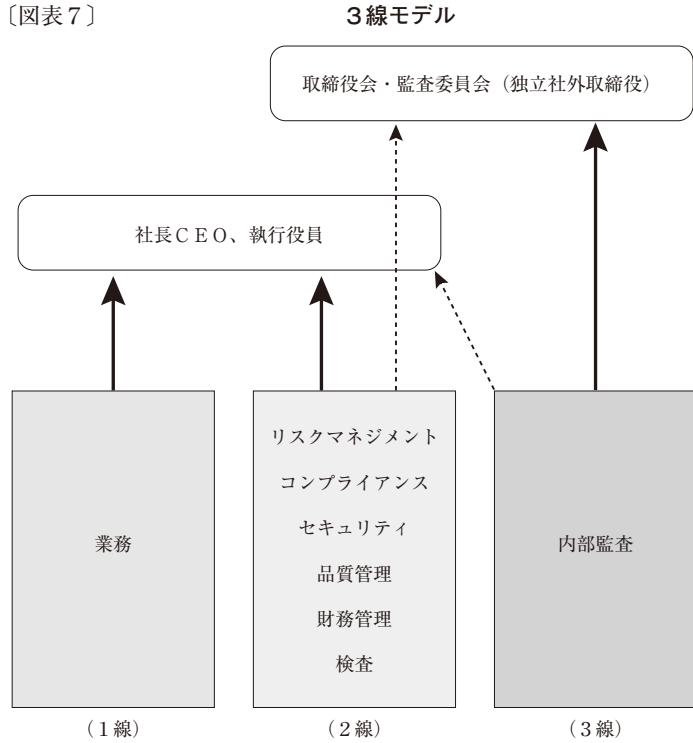 〔図表７〕
３線モデル
取締役会・監査委員会（独立社外取締役）
社長ＣＥＯ、執行役員
業務
リスクマネジメント
コンプライアンス
セキュリティ
品質管理
財務管理
検査
内部監査
（１線）
（２線）
（３線）